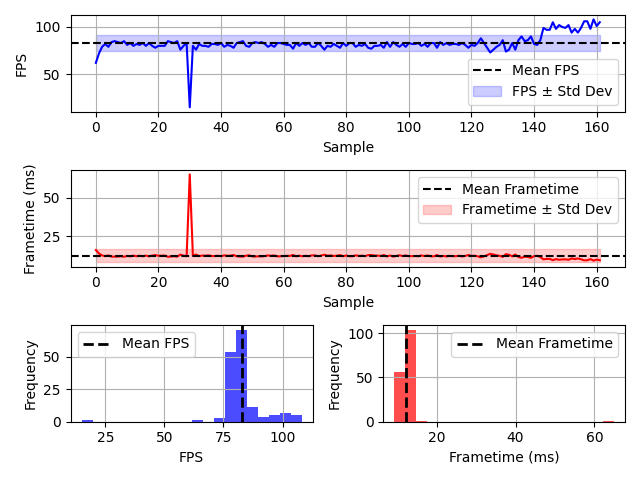 100
50
FPS
Mean FPS
FPS ± Std Dev
0 20 40 60 80 100 120 140 160
Sample
50
25
Frametime (ms)
Mean Frametime
Frametime ± Std Dev
0 20 40 60 80 100 120 140 160
Sample
50
25
0
Frequency
Mean FPS
25 50 75 100
FPS
100
50
0
Frequency
Mean Frametime
20 40 60
Frametime (ms)